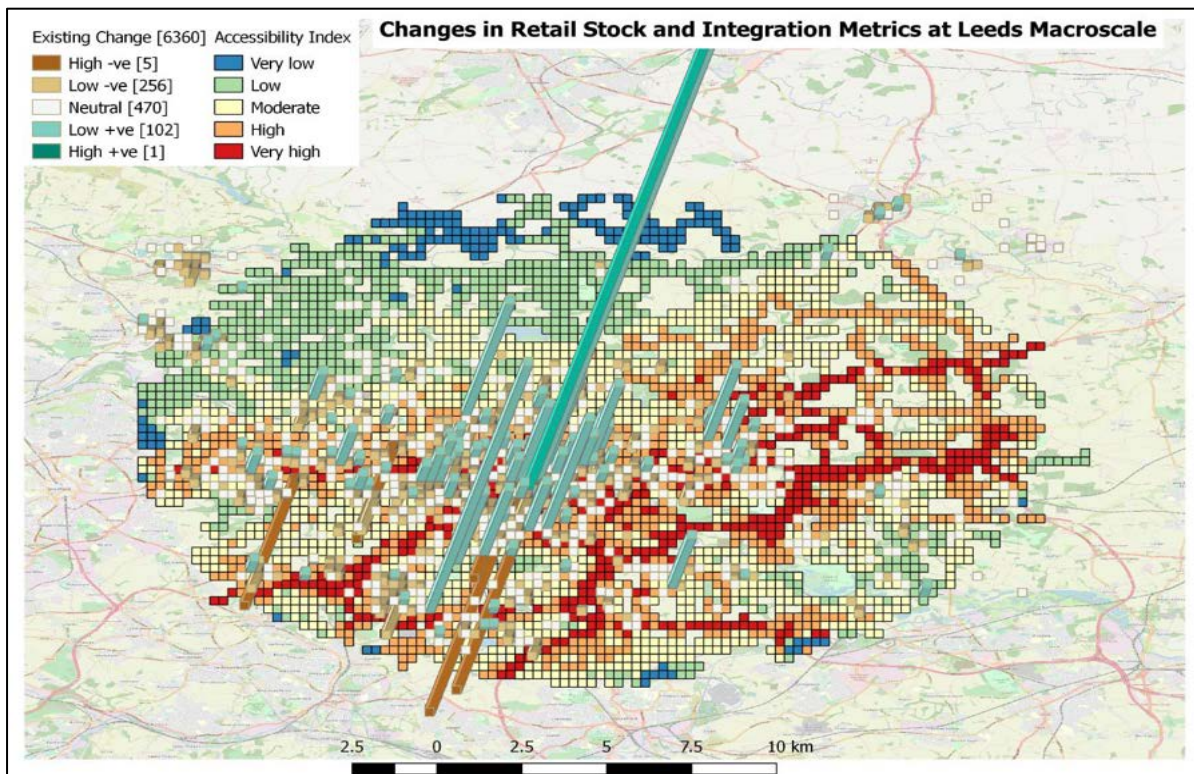 Changes in Retail Stock and Integration Metrics at Leeds Macroscale
Existing Change [6360] Accessibility Index
High -ve [5] Very low
Low -ve [256] Low
Neutral [470] Moderate
Low +ve [102] High
High +ve [1] Very high
2.5 0 2.5 5 7.5 10 km